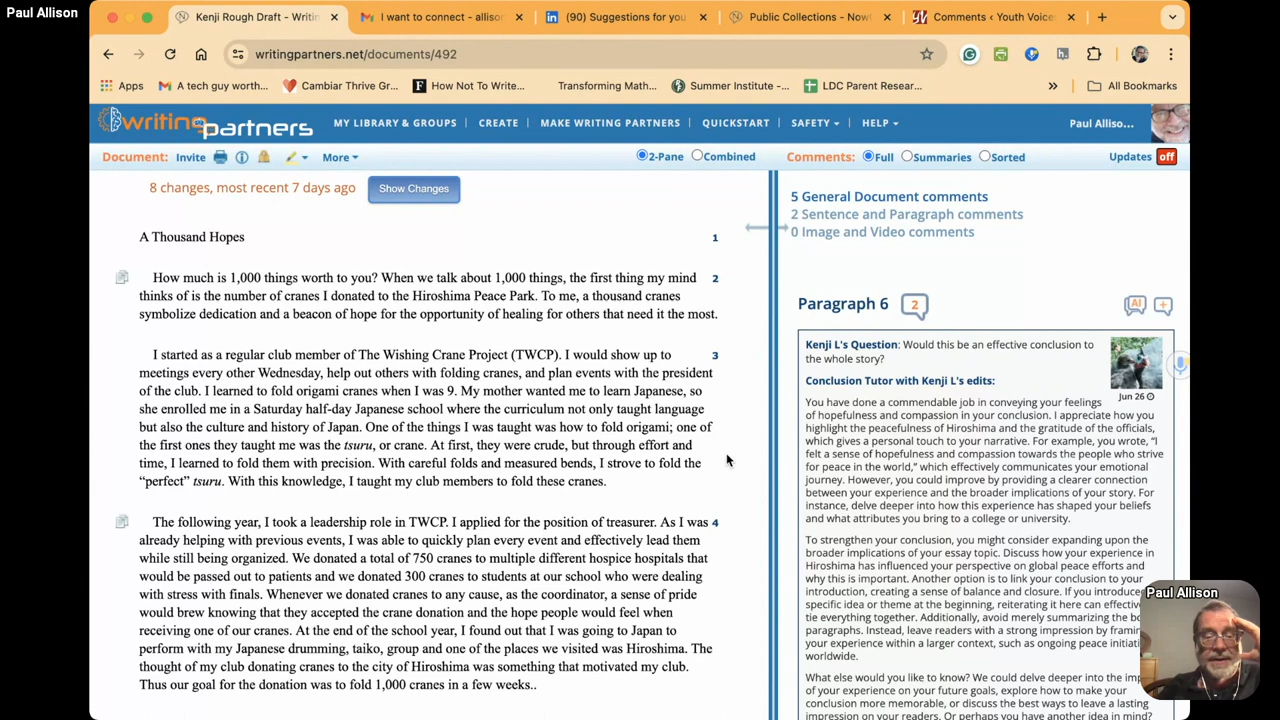 Paul Allison
Kenji Rough Draft - Writin
I want to connect - allison
(90) Suggestions for you
Public Collections - Now
Comments ‹ Youth Voices
writingpartners.net/documents/492
Apps
A tech guy worth...
Cambiar Thrive Gr...
How Not To Write...
Transforming Math...
Summer Institute -...
LDC Parent Resear...
All Bookmarks
writing partners
MY LIBRARY & GROUPS
CREATE
MAKE WRITING PARTNERS
QUICKSTART
SAFETY
HELP
Paul Alliso...
Document:
Invite
More
2-Pane
Combined
Comments:
Full
Summaries
Sorted
Updates
off
8 changes, most recent 7 days ago
Show Changes
A Thousand Hopes
1
How much is 1,000 things worth to you? When we talk about 1,000 things, the first thing my mind
2
thinks of is the number of cranes I donated to the Hiroshima Peace Park. To me, a thousand cranes
symbolize dedication and a beacon of hope for the opportunity of healing for others that need it the most.
I started as a regular club member of The Wishing Crane Project (TWCP). I would show up to
3
meetings every other Wednesday, help out others with folding cranes, and plan events with the president
of the club. I learned to fold origami cranes when I was 9. My mother wanted me to learn Japanese, so
she enrolled me in a Saturday half-day Japanese school where the curriculum not only taught language
but also the culture and history of Japan. One of the things I was taught was how to fold origami; one of
the first ones they taught me was the tsuru, or crane. At first, they were crude, but through effort and
time, I learned to fold them with precision. With careful folds and measured bends, I strove to fold the
“perfect” tsuru. With this knowledge, I taught my club members to fold these cranes.
The following year, I took a leadership role in TWCP. I applied for the position of treasurer. As I was
4
already helping with previous events, I was able to quickly plan every event and effectively lead them
while still being organized. We donated a total of 750 cranes to multiple different hospice hospitals that
would be passed out to patients and we donated 300 cranes to students at our school who were dealing
with stress with finals. Whenever we donated cranes to any cause, as the coordinator, a sense of pride
would brew knowing that they accepted the crane donation and the hope people would feel when
receiving one of our cranes. At the end of the school year, I found out that I was going to Japan to
perform with my Japanese drumming, taiko, group and one of the places we visited was Hiroshima. The
thought of my club donating cranes to the city of Hiroshima was something that motivated my club.
Thus our goal for the donation was to fold 1,000 cranes in a few weeks..
5 General Document comments
2 Sentence and Paragraph comments
0 Image and Video comments
Paragraph 6
2
AI
Kenji L's Question: Would this be an effective conclusion to
the whole story?
Conclusion Tutor with Kenji L's edits:
Jun 26
You have done a commendable job in conveying your feelings
of hopefulness and compassion in your conclusion. I appreciate how you
highlight the peacefulness of Hiroshima and the gratitude of the officials,
which gives a personal touch to your narrative. For example, you wrote, “I
felt a sense of hopefulness and compassion towards the people who strive
for peace in the world,” which effectively communicates your emotional
journey. However, you could improve by providing a clearer connection
between your experience and the broader implications of your story. For
instance, delve deeper into how this experience has shaped your beliefs
and what attributes you bring to a college or university.
To strengthen your conclusion, you might consider expanding upon the
broader implications of your essay topic. Discuss how your experience in
Hiroshima has influenced your perspective on global peace efforts and
why this is important. Another option is to link your conclusion to your
introduction, creating a sense of balance and closure. If you introduce
specific idea or theme at the beginning, reiterating it here can effectiv
tie everything together. Additionally, avoid merely summarizing the bo
paragraphs. Instead, leave readers with a strong impression by framin
your experience within a larger context, such as ongoing peace initiati
worldwide.
What else would you like to know? We could delve deeper into the imp
of your experience on your future goals, explore how to make your
conclusion more memorable, or discuss the best ways to leave a lasting
impression on your readers. Or perhaps you have another idea in mind?
Paul Allison